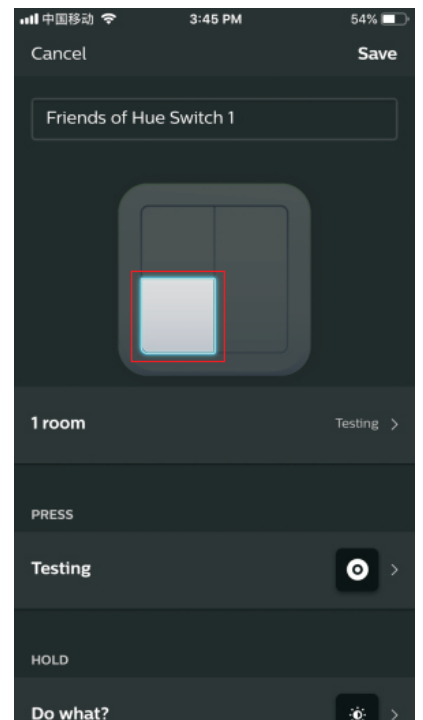 中国移动 3:45 PM 54%
Cancel Save
Friends of Hue Switch 1
1 room Testing
PRESS
Testing
HOLD
Do what?